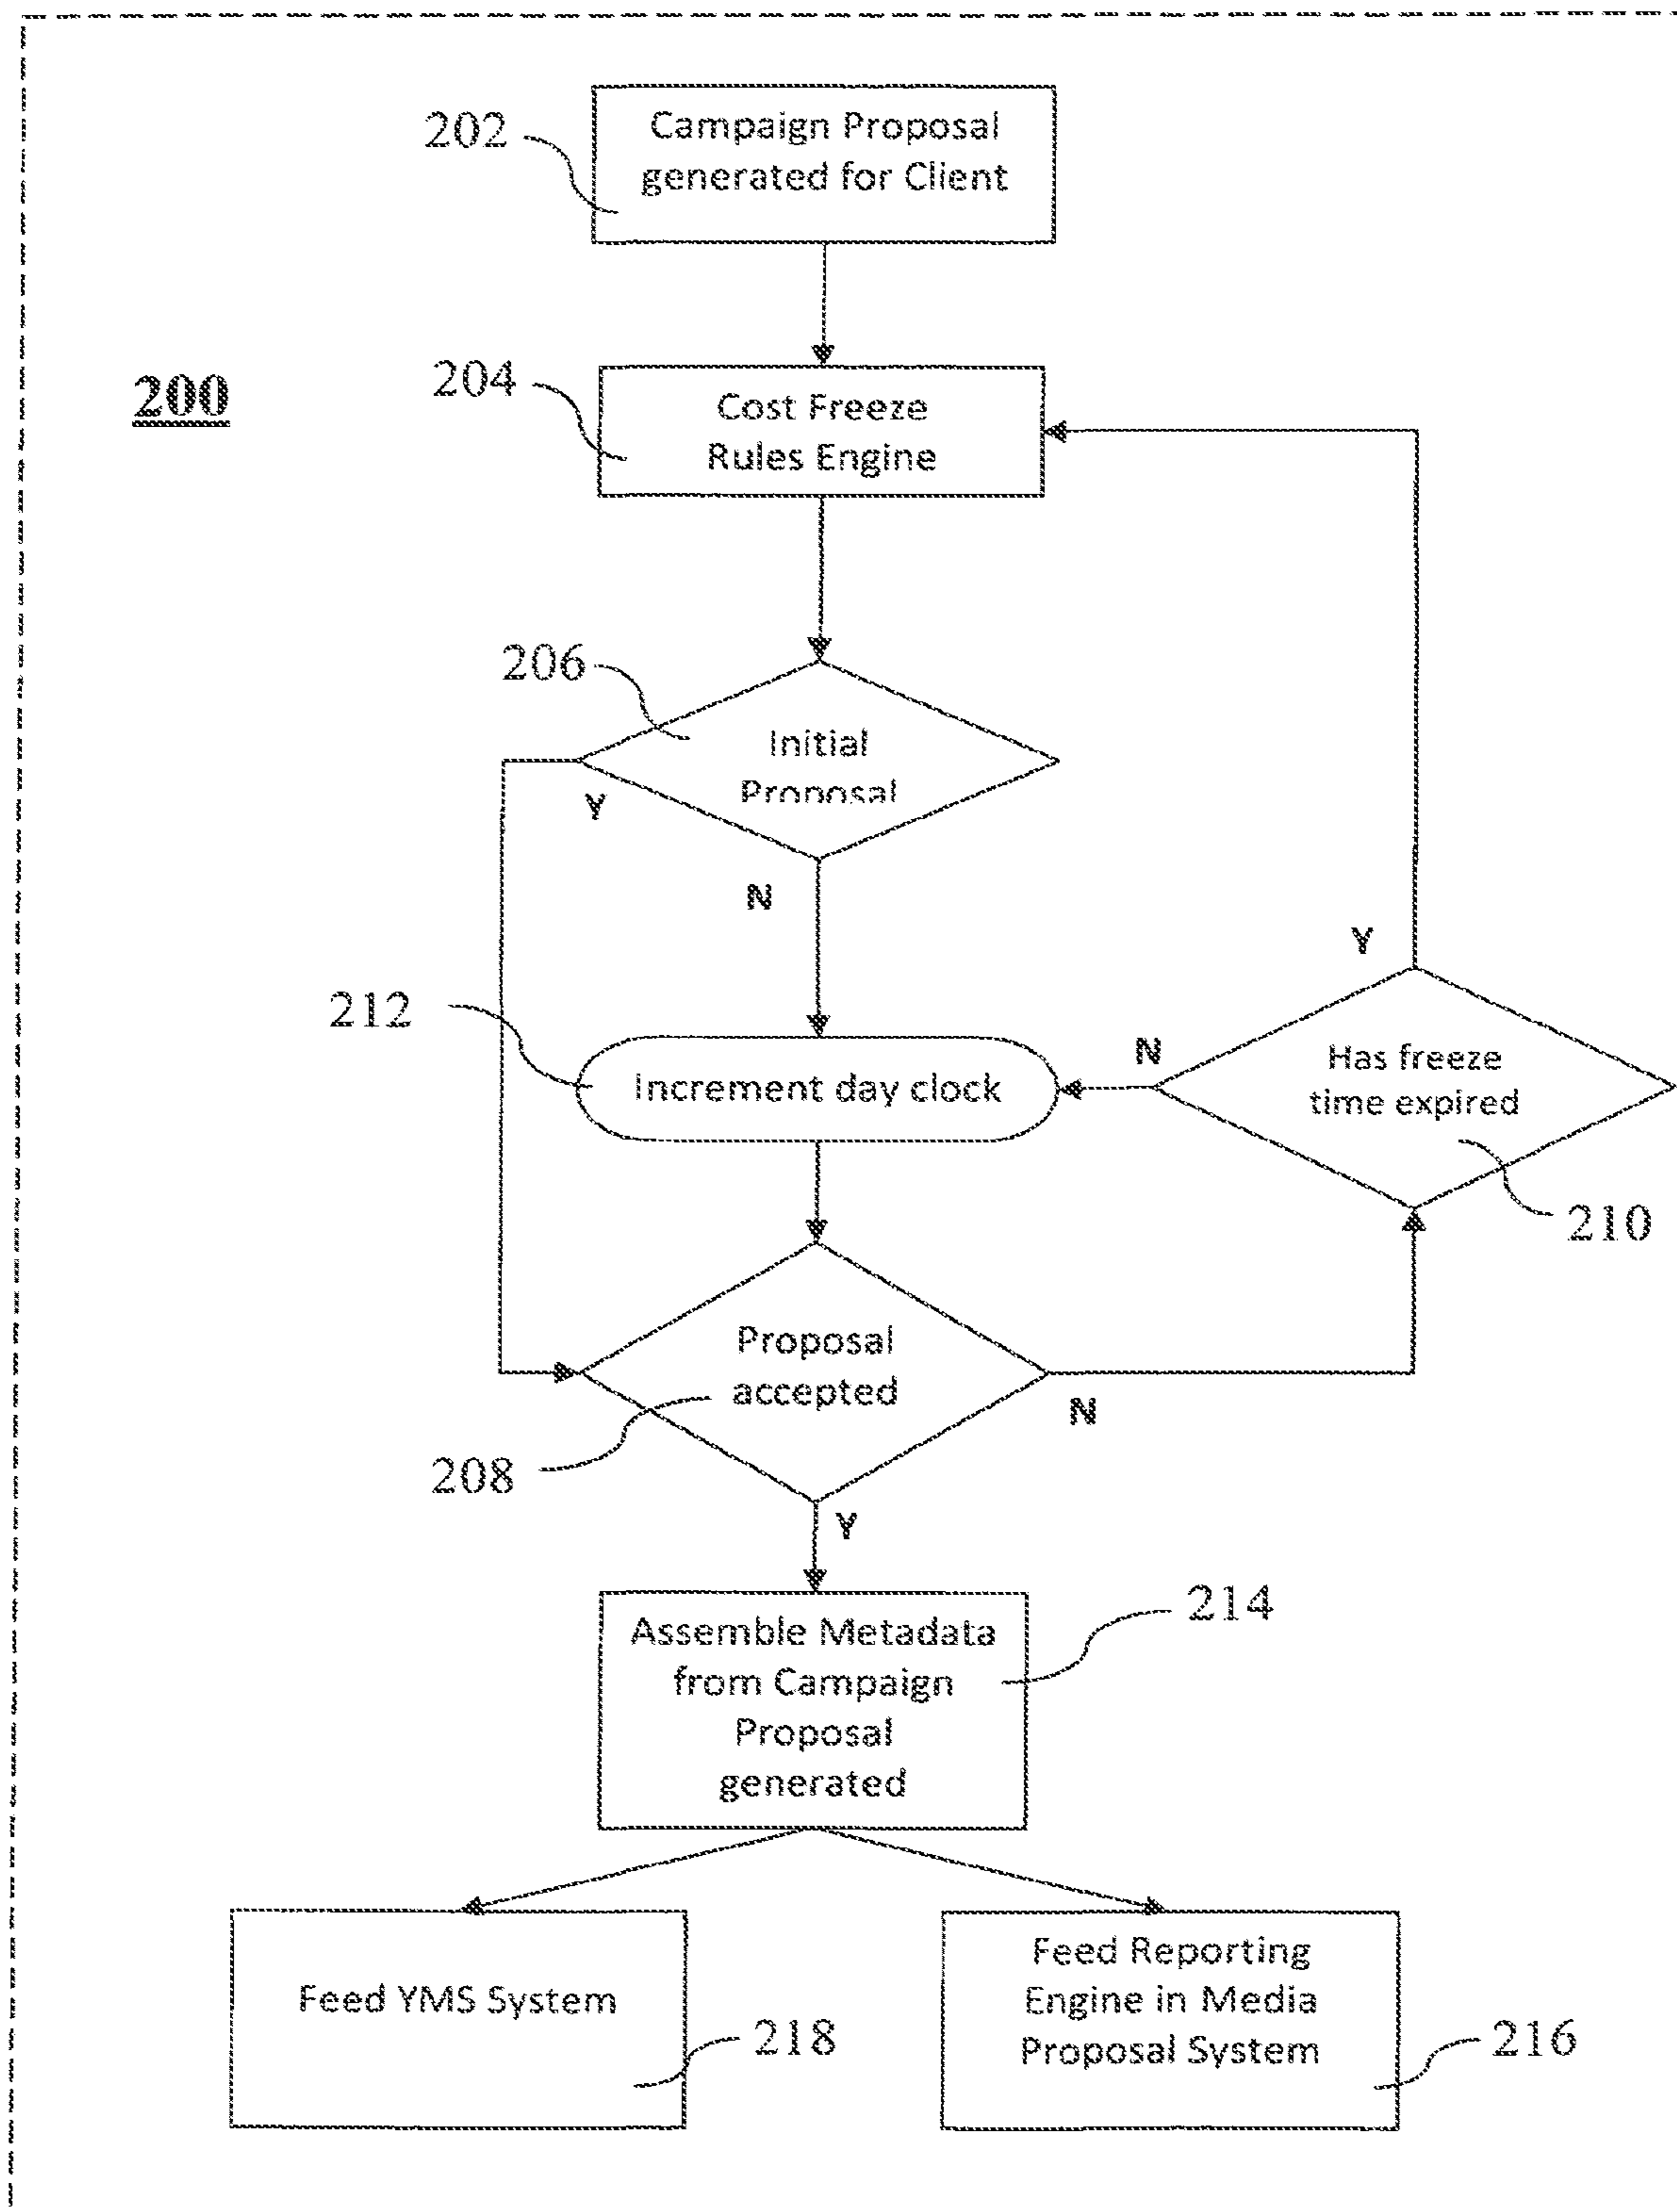 202
Campaign Proposal
generated for Client
200
204
Cost Freeze
Rules Engine
206
Initial
Proposal
Y
N
Y
212
Increment day clock
N
Has freeze
time expired
210
Proposal
accepted
208
N
Y
Assemble Metadata
from Campaign
Proposal
generated
214
Feed YMS System
218
Feed Reporting
Engine in Media
Proposal System
216